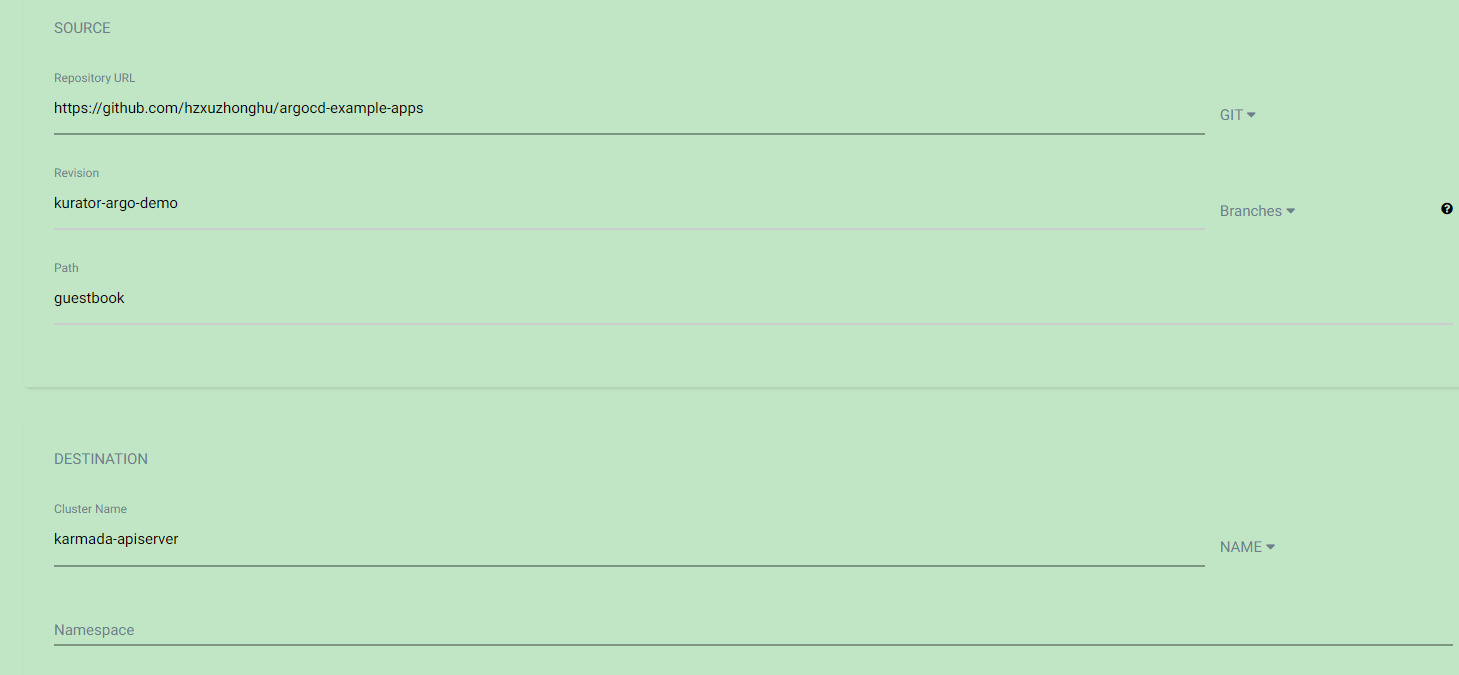 SOURCE
Repository URL
https://github.com/hzxuzhonghu/argocd-example-apps
GIT
Revision
kurator-argo-demo
Branches
Path
guestbook
DESTINATION
Cluster Name
karmada-apiserver
NAME
Namespace